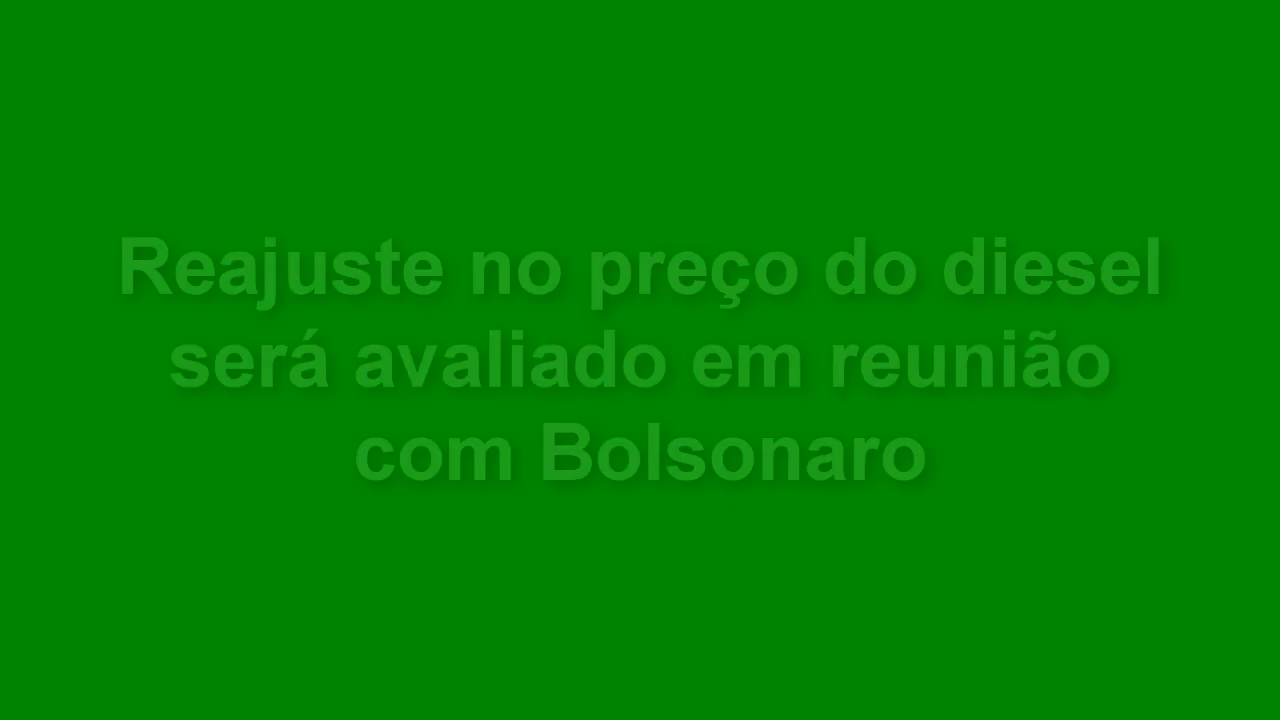 Reajuste no preço do diesel
será avaliado em reunião
com Bolsonaro